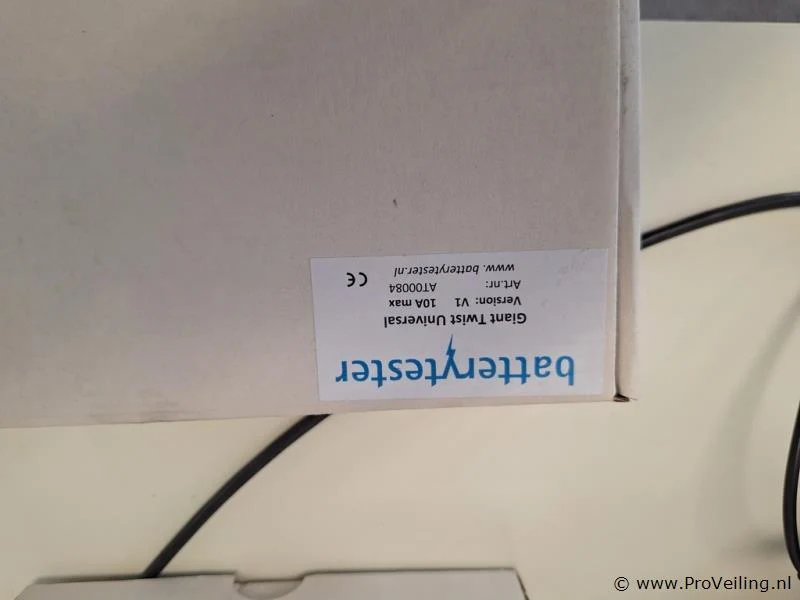 batterytester
Giant Twist Universal
Version: V1 10A max
Art.nr: AT00084
www. batterytester.nl
CE
© www.ProVeiling.nl